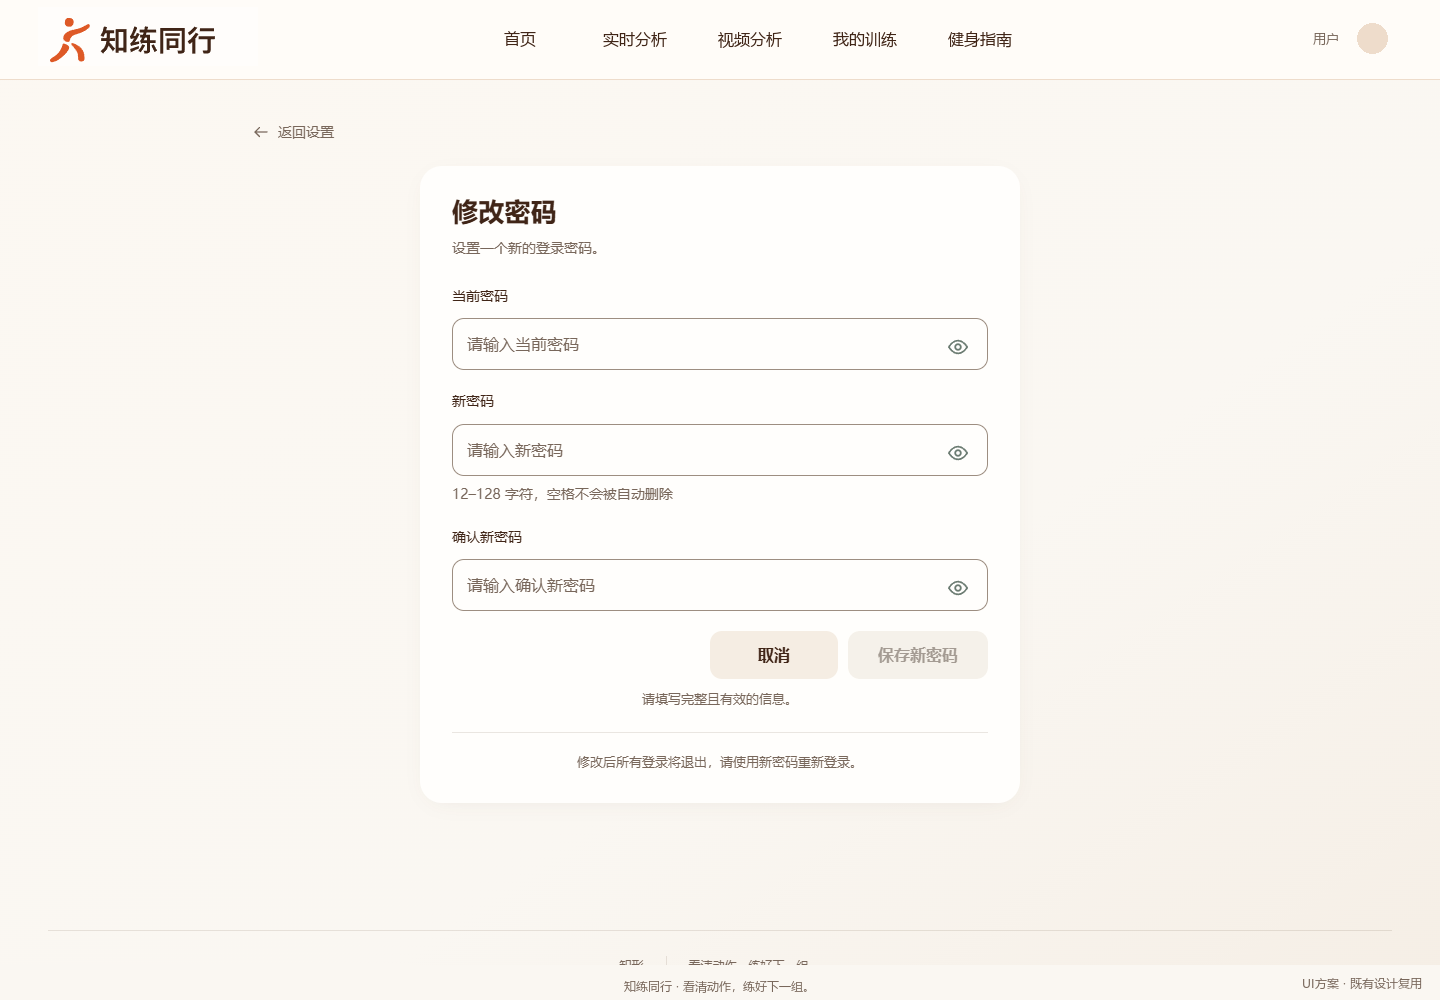 知练同行
首页 实时分析 视频分析 我的训练 健身指南 用户
返回设置
修改密码
设置一个新的登录密码。
当前密码
请输入当前密码
新密码
请输入新密码
12–128 字符，空格不会被自动删除
确认新密码
请输入确认新密码
取消 保存新密码
请填写完整且有效的信息。
修改后所有登录将退出，请使用新密码重新登录。
知练同行 · 看清动作，练好下一组。
UI方案 · 既有设计复用